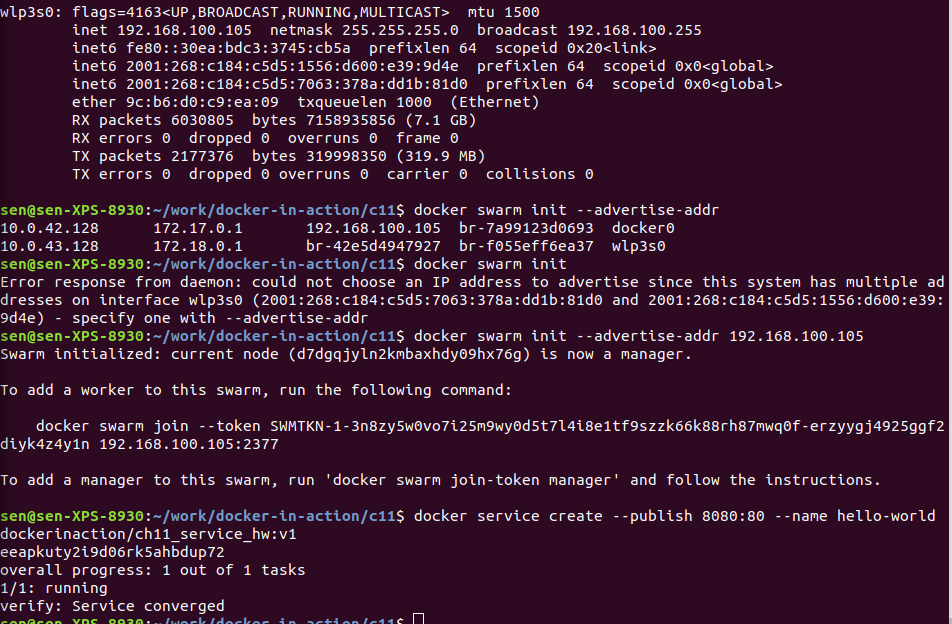 wlp3s0: flags=4163<UP,BROADCAST,RUNNING,MULTICAST>  mtu 1500
        inet 192.168.100.105  netmask 255.255.255.0  broadcast 192.168.100.255
        inet6 fe80::30ea:bdc3:3745:cb5a  prefixlen 64  scopeid 0x20<link>
        inet6 2001:268:c184:c5d5:1556:d600:e39:9d4e  prefixlen 64  scopeid 0x0<global>
        inet6 2001:268:c184:c5d5:7063:378a:dd1b:81d0  prefixlen 64  scopeid 0x0<global>
        ether 9c:b6:d0:c9:ea:09  txqueuelen 1000  (Ethernet)
        RX packets 6030805  bytes 7158935856 (7.1 GB)
        RX errors 0  dropped 0  overruns 0  frame 0
        TX packets 2177376  bytes 319998350 (319.9 MB)
        TX errors 0  dropped 0 overruns 0  carrier 0  collisions 0

sen@sen-XPS-8930:~/work/docker-in-action/c11$ docker swarm init --advertise-addr
10.0.42.128      172.17.0.1       192.168.100.105  br-7a99123d0693  docker0
10.0.43.128      172.18.0.1       br-42e5d4947927  br-f055eff6ea37  wlp3s0
sen@sen-XPS-8930:~/work/docker-in-action/c11$ docker swarm init
Error response from daemon: could not choose an IP address to advertise since this system has multiple ad
dresses on interface wlp3s0 (2001:268:c184:c5d5:7063:378a:dd1b:81d0 and 2001:268:c184:c5d5:1556:d600:e39:
9d4e) - specify one with --advertise-addr
sen@sen-XPS-8930:~/work/docker-in-action/c11$ docker swarm init --advertise-addr 192.168.100.105
Swarm initialized: current node (d7dgqjyln2kmbaxhdy09hx76g) is now a manager.

To add a worker to this swarm, run the following command:

    docker swarm join --token SWMTKN-1-3n8zy5w0vo7i25m9wy0d5t7l4i8e1tf9szzk66k88rh87mwq0f-erzyygj4925ggf2
diyk4z4y1n 192.168.100.105:2377

To add a manager to this swarm, run 'docker swarm join-token manager' and follow the instructions.

sen@sen-XPS-8930:~/work/docker-in-action/c11$ docker service create --publish 8080:80 --name hello-world
dockerinaction/ch11_service_hw:v1
eeapkuty2i9d06rk5ahbdup72
overall progress: 1 out of 1 tasks
1/1: running
verify: Service converged
sen@sen-XPS-8930:~/work/docker-in-action/c11$